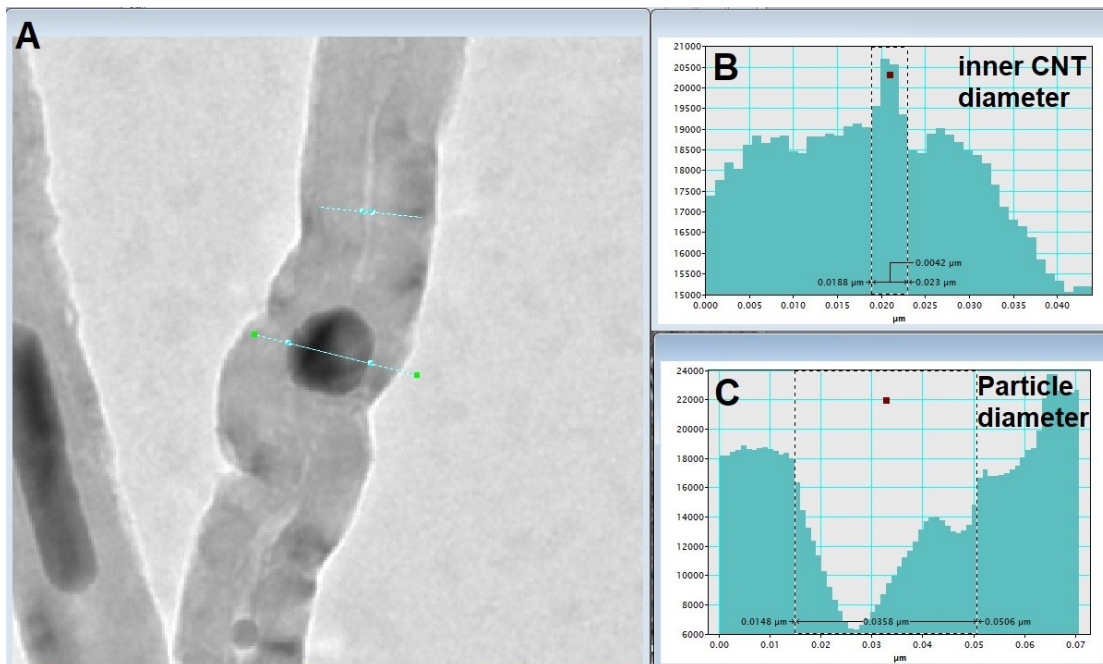 A
B
inner CNT
diameter
21000
20500
20000
19500
19000
18500
18000
17500
17000
16500
16000
15500
15000
0.0042 µm
0.0188 µm
0.023 µm
0.000
0.005
0.010
0.015
0.020
0.025
0.030
0.035
0.040
µm
C
Particle
diameter
24000
22000
20000
18000
16000
14000
12000
10000
8000
6000
0.0148 µm
0.0358 µm
0.0506 µm
0.00
0.01
0.02
0.03
0.04
0.05
0.06
0.07
µm